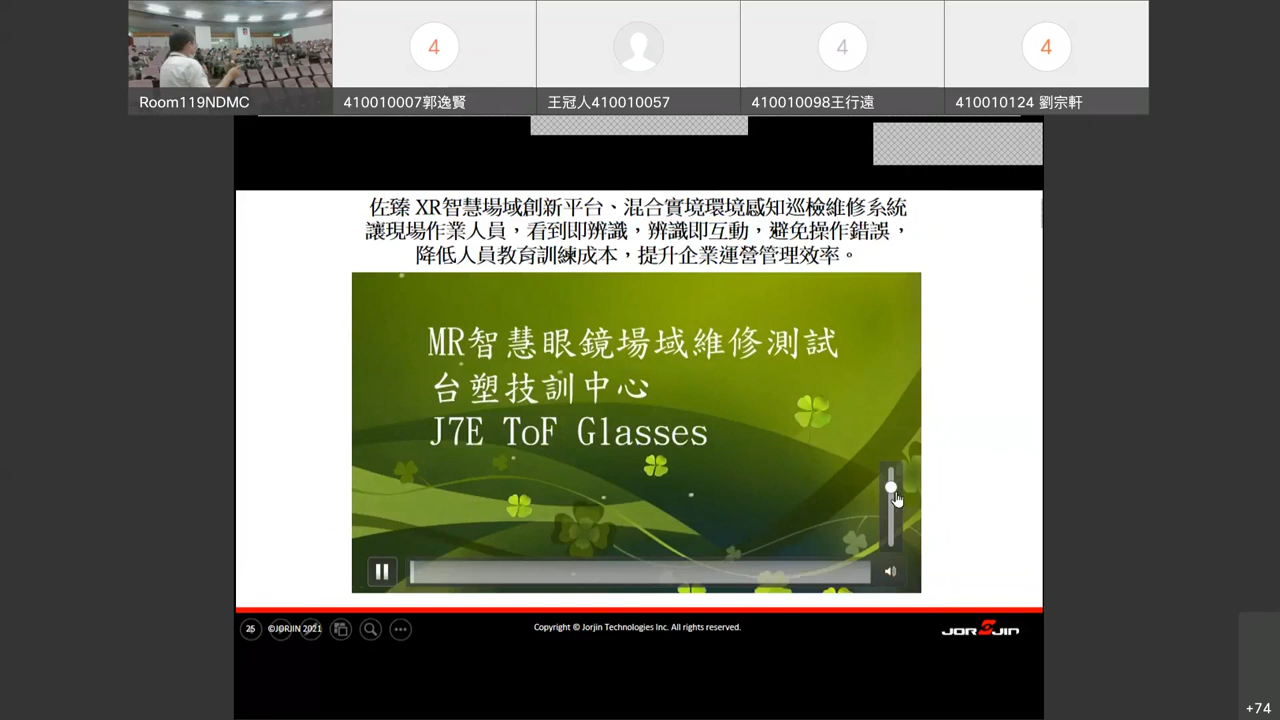 4
4
4
Room119NDMC
410010007郭逸賢
王冠人410010057
410010098王行遠
410010124 劉宗軒
佐臻 XR智慧場域創新平台、混合實境環境感知巡檢維修系統
讓現場作業人員，看到即辨識，辨識即互動，避免操作錯誤，
降低人員教育訓練成本，提升企業運營管理效率。
MR智慧眼鏡場域維修測試
台塑技訓中心
J7E ToF Glasses
25
©JORJIN 2021
Copyright © Jorjin Technologies Inc. All rights reserved.
JORJIN
+74